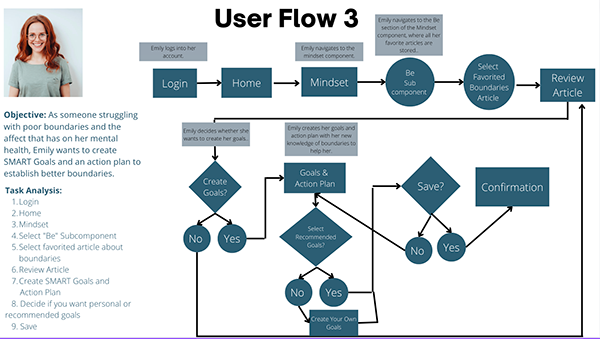 User Flow 3
Emily logs into her
account.
Emily navigates to the
mindset component.
Emily navigates to the Be
section of the Mindset
component, where all her
favorite articles are
stored..
Login
Home
Mindset
Be
Sub
component
Select
Favorited
Boundaries
Article
Review
Article
Objective: As someone struggling
with poor boundaries and the
affect that has on her mental
health, Emily wants to create
SMART Goals and an action plan to
establish better boundaries.
Task Analysis:
1. Login
2. Home
3. Mindset
4. Select "Be" Subcomponent
5. Select favorited article about
boundaries
6. Review Article
7. Create SMART Goals and
Action Plan
8. Decide if you want personal or
recommended goals
9. Save
Emily decides whether she
wants to create her goals.
Emily creates her goals and
action plan with her new
knowledge of boundaries to
help her.
Create
Goals?
No
Yes
Goals &
Action Plan
Select
Recommended
Goals?
No
Yes
Create Your Own
Goals
Save?
No
Yes
Confirmation